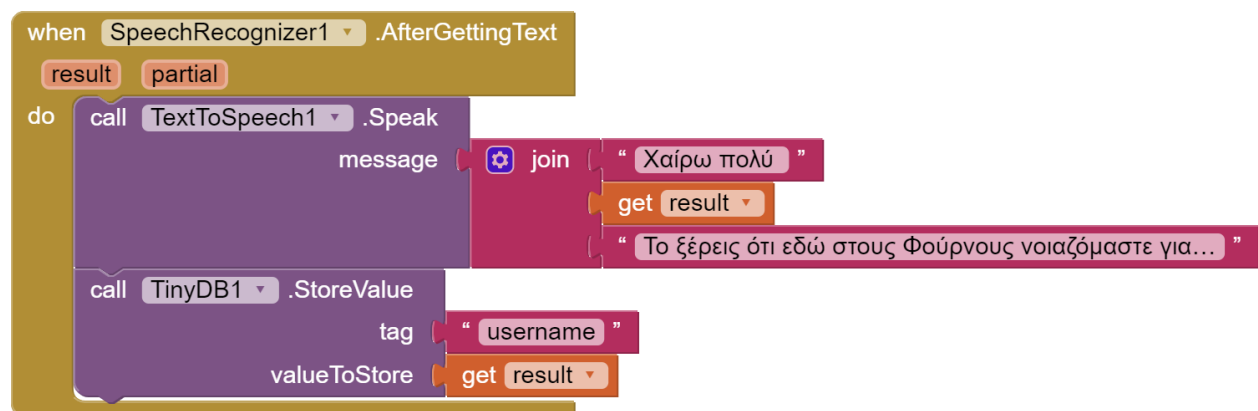 when SpeechRecognizer1 .AfterGettingText
result partial
do call TextToSpeech1 .Speak
message join “ Χαίρω πολύ ”
get result
“ Το ξέρεις ότι εδώ στους Φούρνους νοιαζόμαστε για... ”
call TinyDB1 .StoreValue
tag “ username ”
valueToStore get result